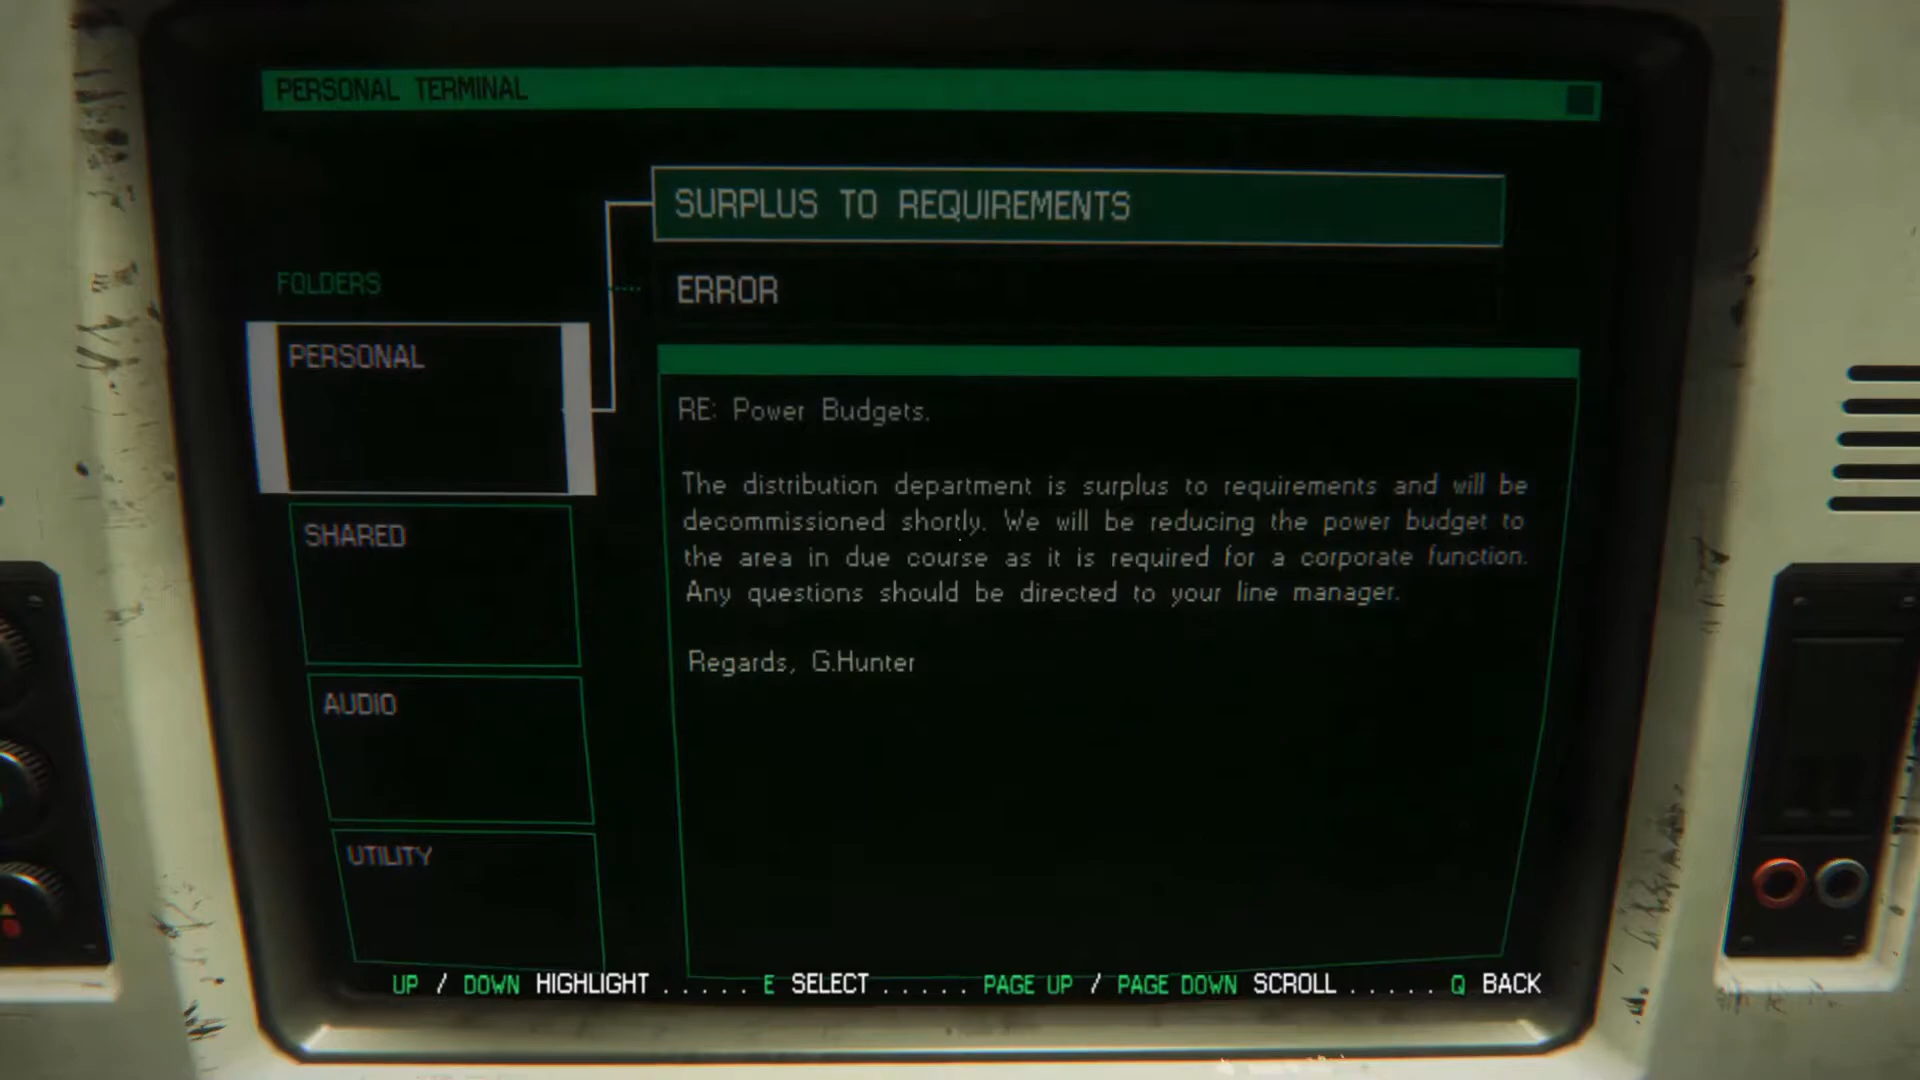 PERSONAL TERMINAL
SURPLUS TO REQUIREMENTS
ERROR
FOLDERS
PERSONAL
SHARED
AUDIO
UTILITY
RE: Power Budgets.
The distribution department is surplus to requirements and will be
decommissioned shortly. We will be reducing the power budget to
the area in due course as it is required for a corporate function.
Any questions should be directed to your line manager.
Regards, G.Hunter
UP / DOWN HIGHLIGHT ..... E SELECT ..... PAGE UP / PAGE DOWN SCROLL ..... Q BACK